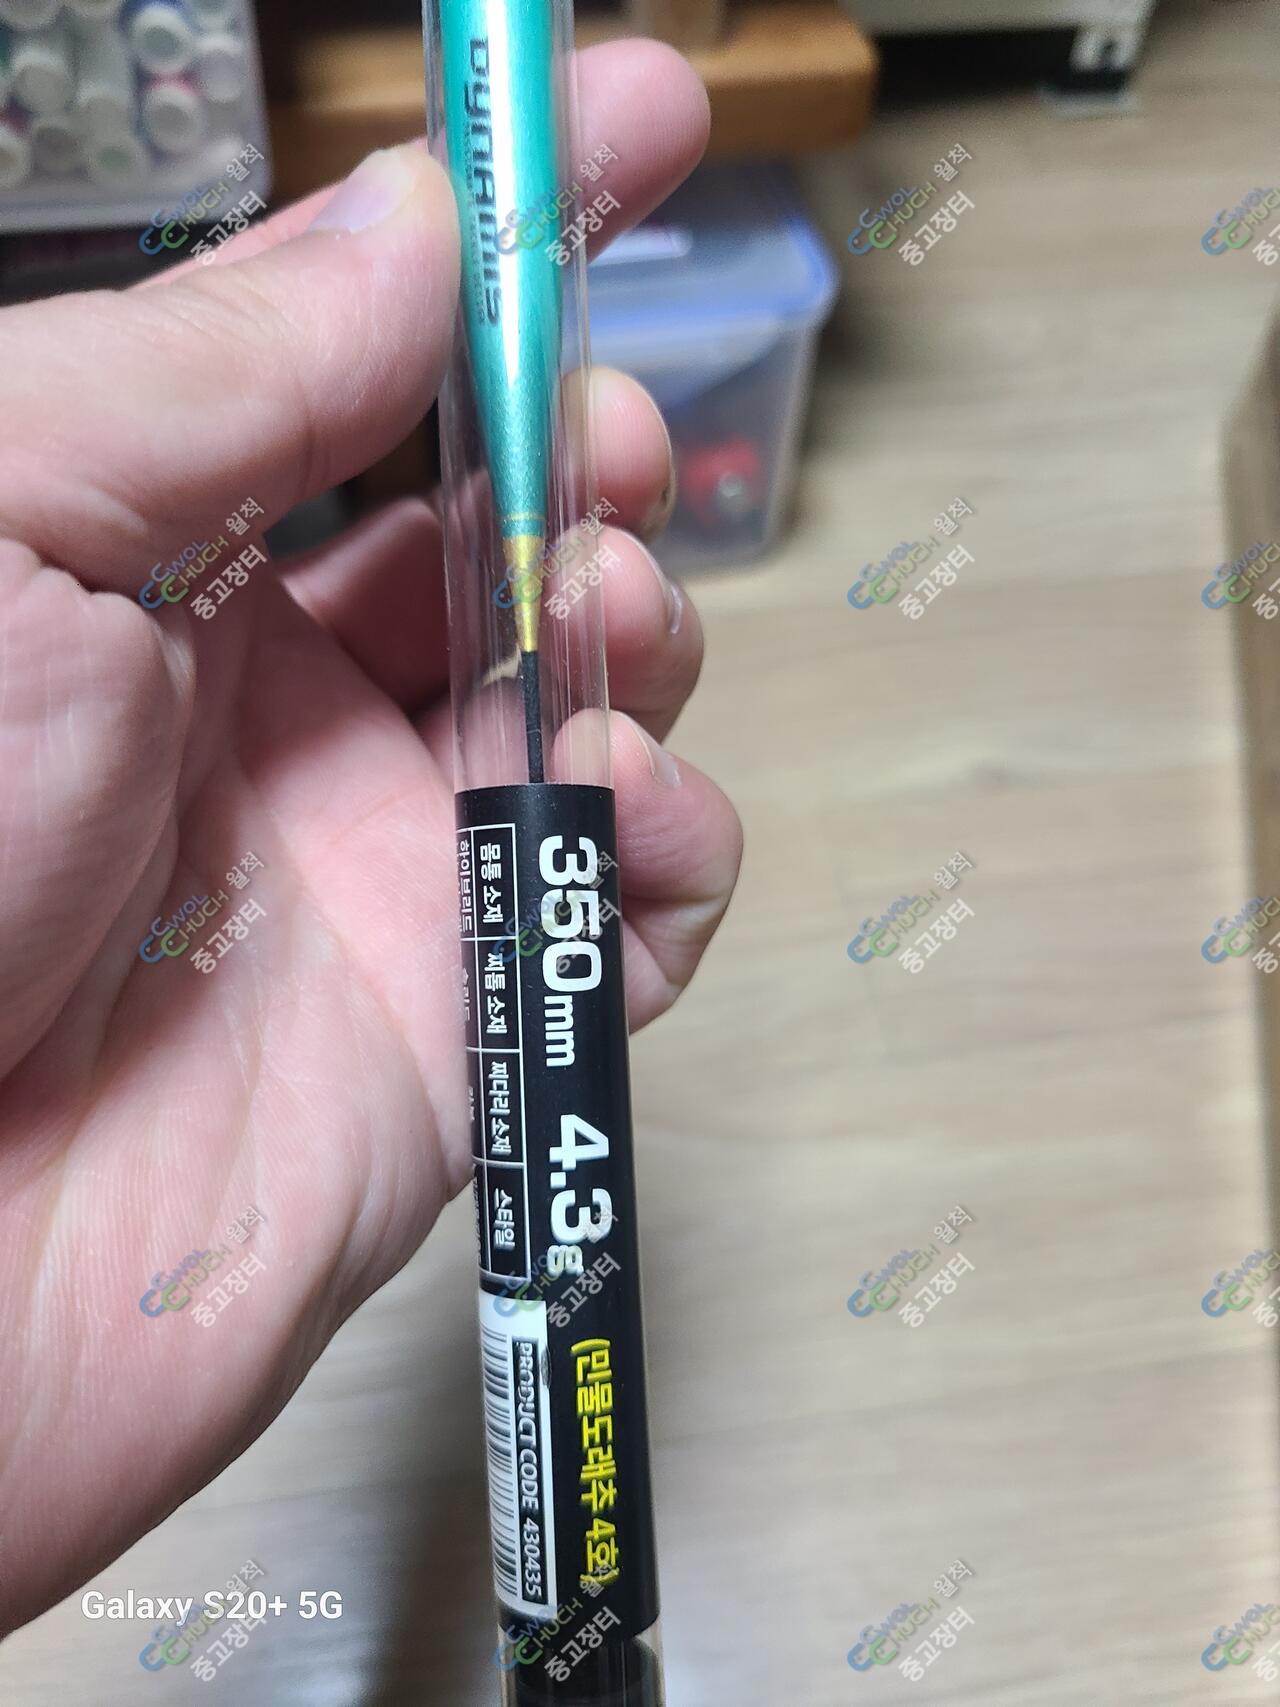 DYNAMIS
350mm 4.3g (민물도래추 4호)
몸통 소재 찌톱 소재 찌다리 소재 스타일
하이브리드
PRODUCT CODE 430435
Galaxy S20+ 5G
WOLCHUCK 월척
중고장터